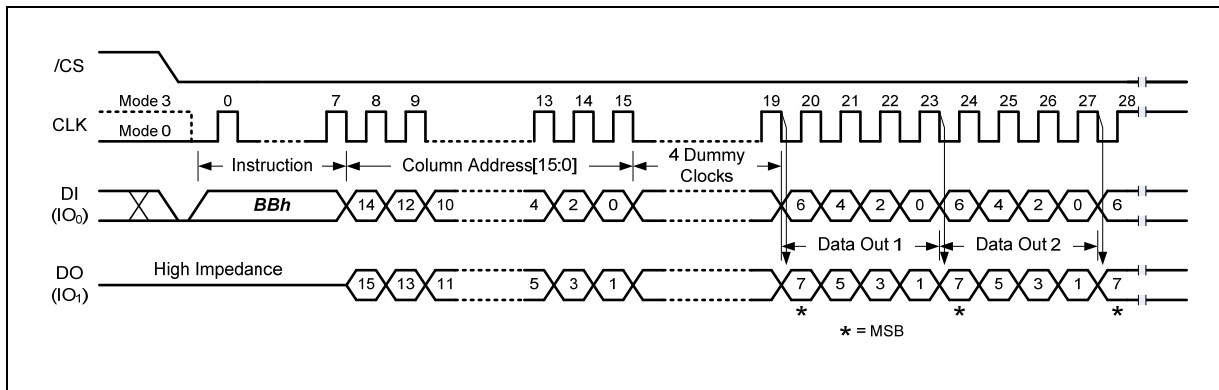 /CS
Mode 3 0 7 8 9 13 14 15 19 20 21 22 23 24 25 26 27 28
CLK
Mode 0
Instruction Column Address[15:0] 4 Dummy
Clocks
DI
(IO0) BBh 14 12 10 4 2 0 6 4 2 0 6 4 2 0 6
Data Out 1 Data Out 2
High Impedance
DO
(IO1) 15 13 11 5 3 1 7 5 3 1 7 5 3 1 7
* * *
* = MSB